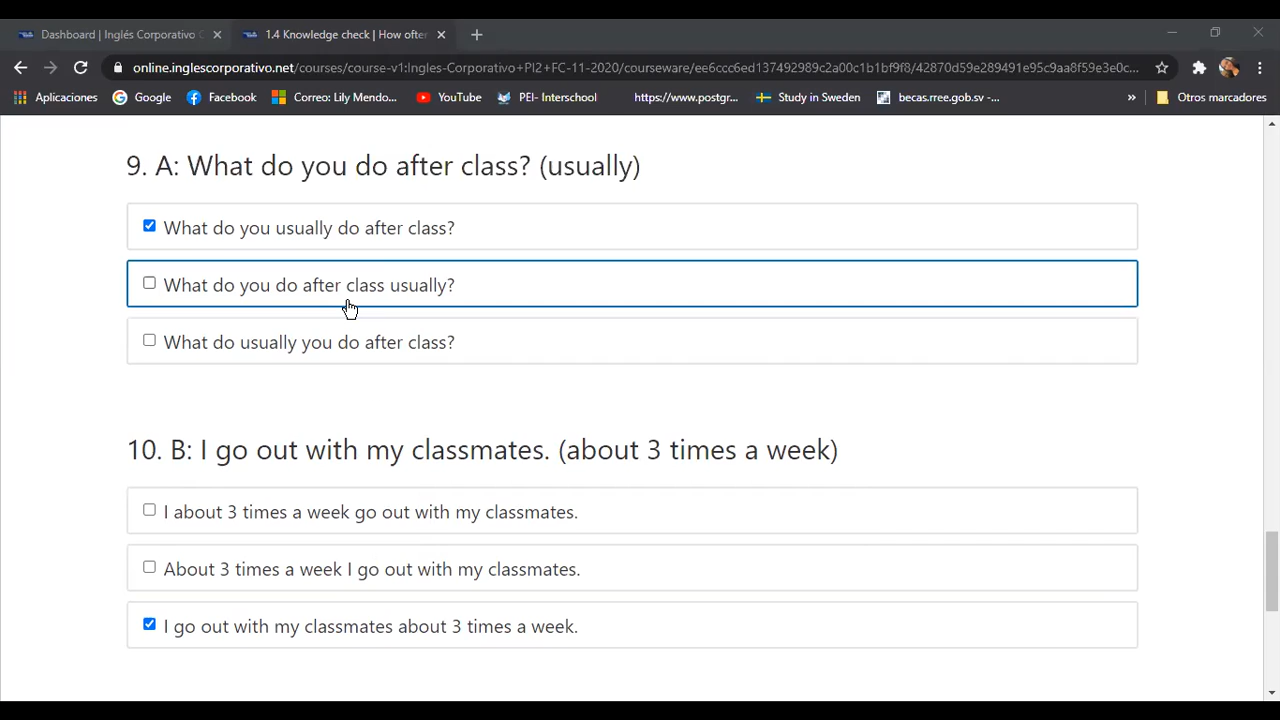 Dashboard | Inglés Corporativo C
1.4 Knowledge check | How ofter
online.inglescorporativo.net/courses/course-v1:Ingles-Corporativo+PI2+FC-11-2020/courseware/ee6ccc6ed137492989c2a00c1b1bf9f8/42870d59e289491e95c9aa8f59e3e0c...
Aplicaciones Google Facebook Correo: Lily Mendo... YouTube PEI- Interschool https://www.postgr... Study in Sweden becas.rree.gob.sv -... » Otros marcadores
9. A: What do you do after class? (usually)
What do you usually do after class?
What do you do after class usually?
What do usually you do after class?
10. B: I go out with my classmates. (about 3 times a week)
I about 3 times a week go out with my classmates.
About 3 times a week I go out with my classmates.
I go out with my classmates about 3 times a week.